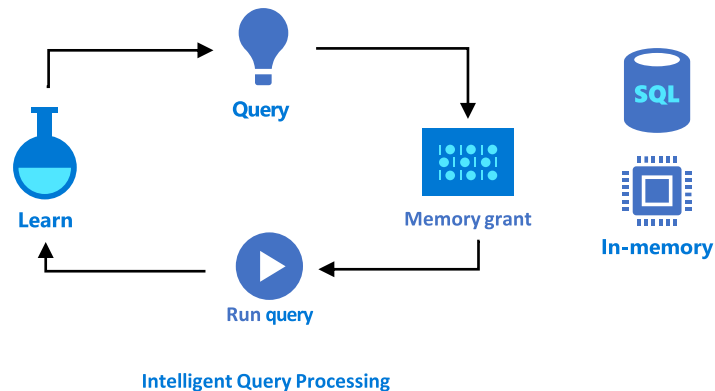 Query
SQL
Learn
Memory grant
In-memory
Run query
Intelligent Query Processing